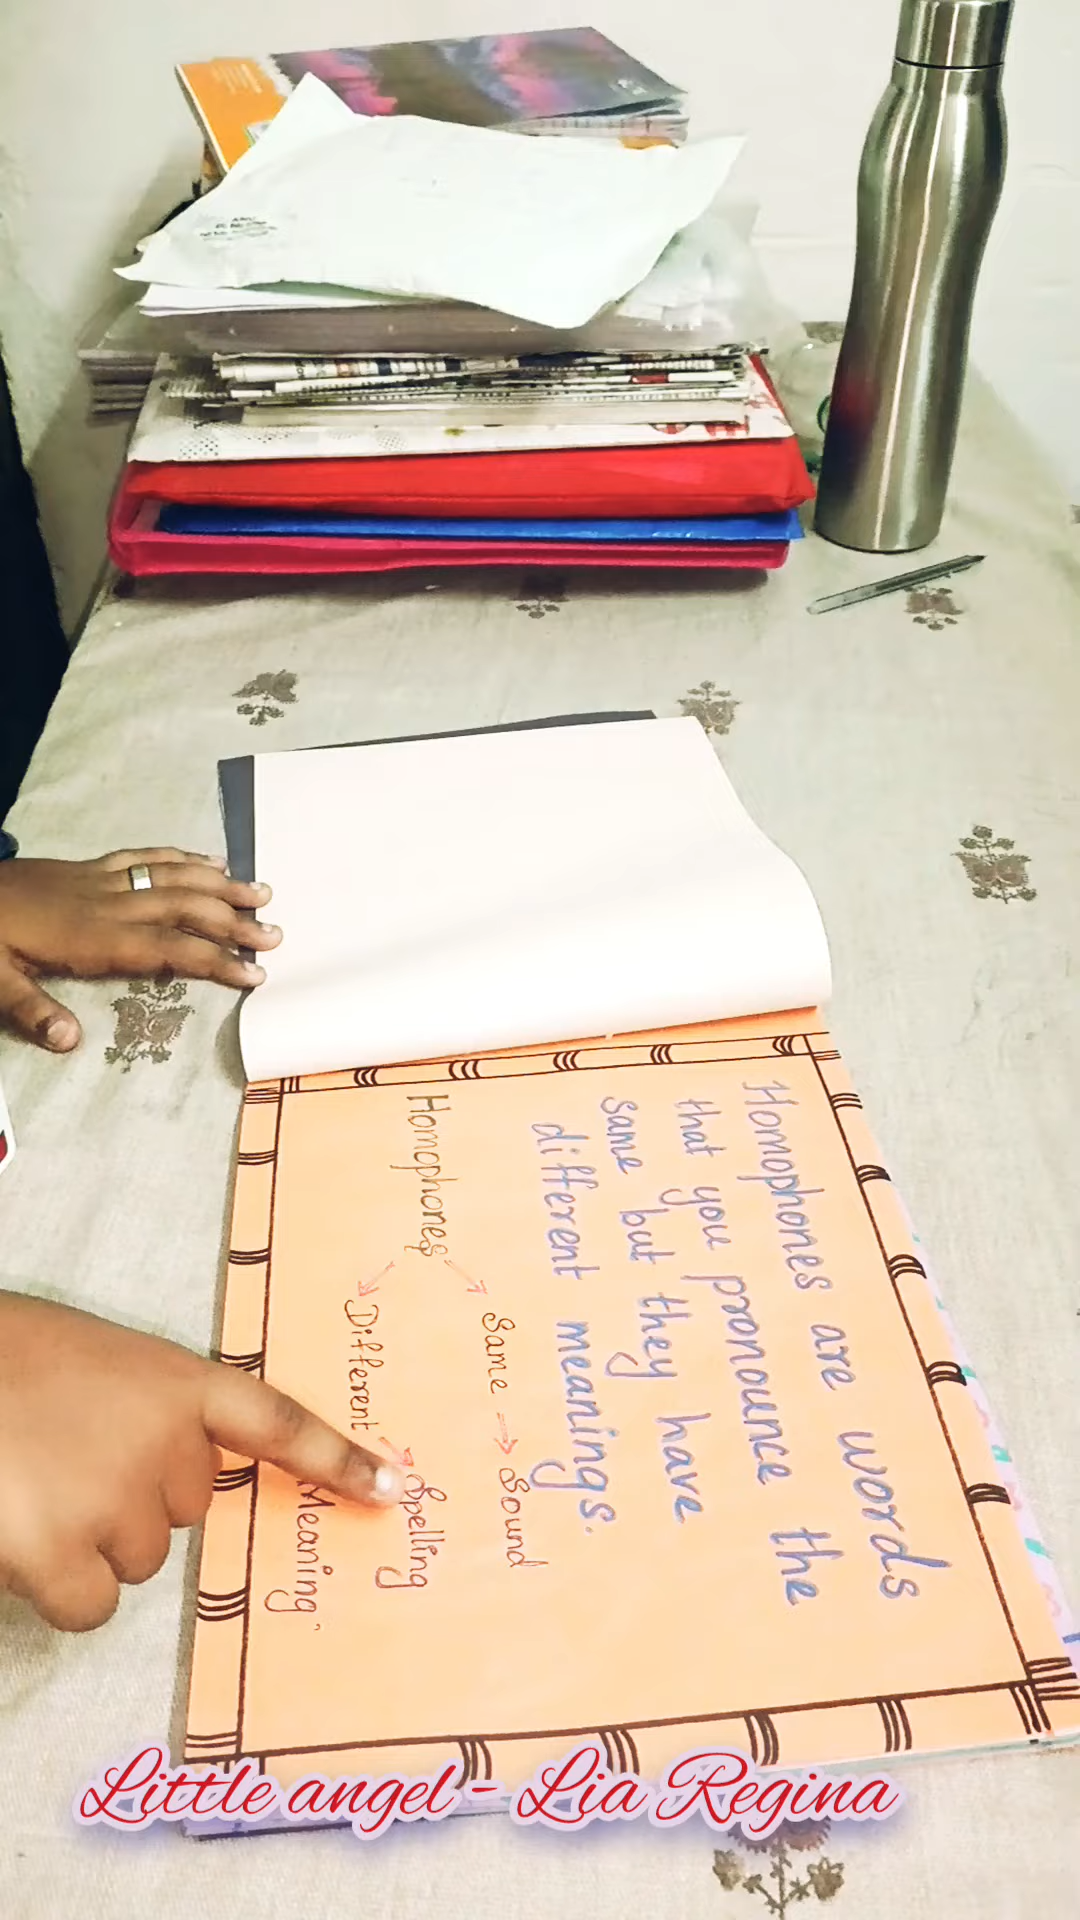 Homophones are words
that you pronounce the
same but they have
different meanings.
Same → Sound
Homophones
Spelling
Different
Meaning
Little angel - Lia Regina